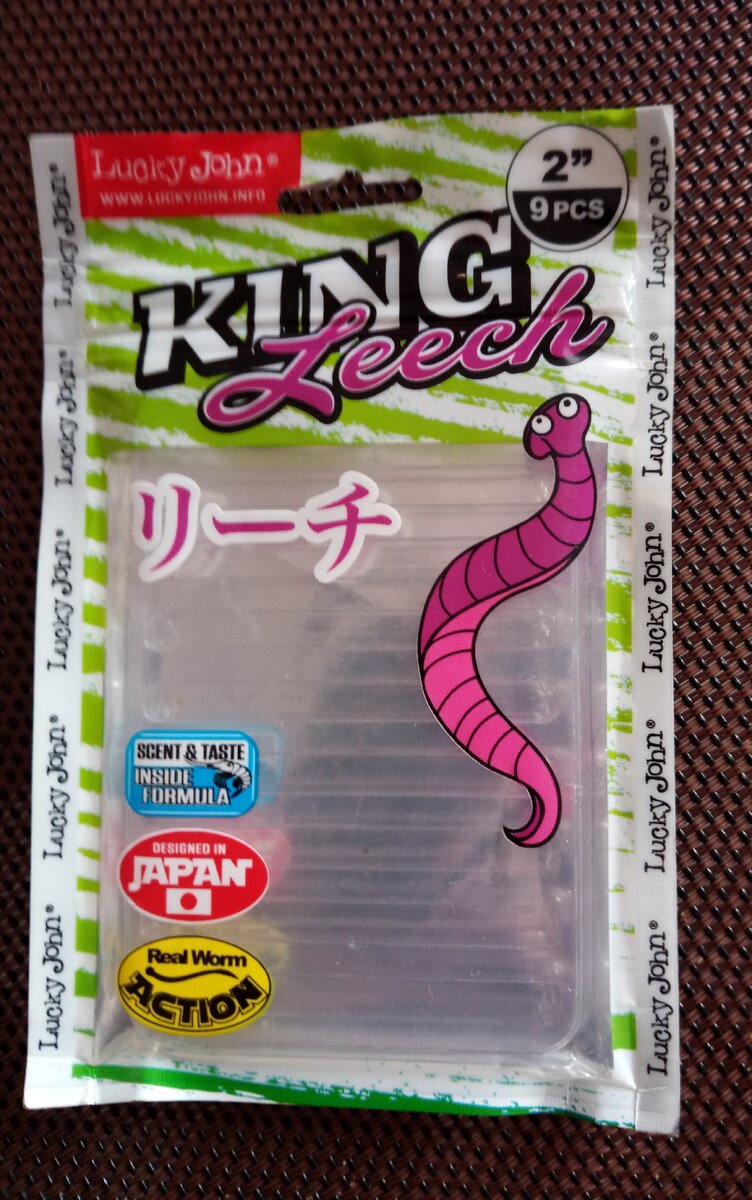 Lucky John®
WWW.LUCKYJOHN.INFO
2”
9 PCS
KING
Leech
リーチ
SCENT & TASTE
INSIDE
FORMULA
DESIGNED IN
JAPAN
Real Worm
ACTION
Lucky John®
Lucky John®
Lucky John®
Lucky John®
Lucky John®
Lucky John®
Lucky John®
Lucky John®
Lucky John®
Lucky John®